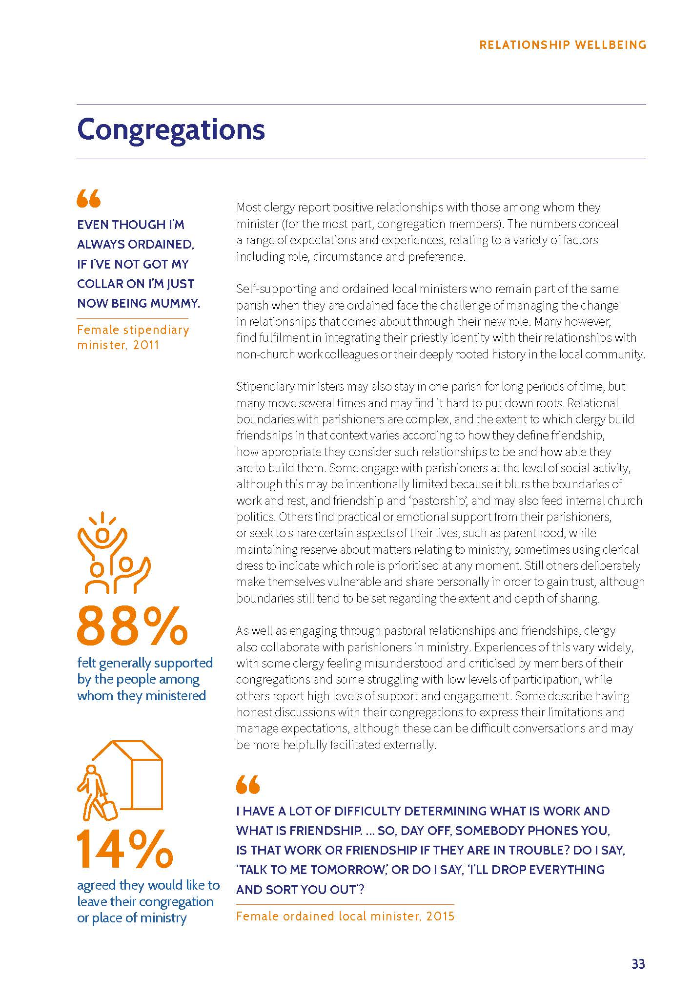 RELATIONSHIP WELLBEING
Congregations
“
EVEN THOUGH I’M
ALWAYS ORDAINED,
IF I’VE NOT GOT MY
COLLAR ON I’M JUST
NOW BEING MUMMY.
Female stipendiary
minister, 2011
Most clergy report positive relationships with those among whom they
minister (for the most part, congregation members). The numbers conceal
a range of expectations and experiences, relating to a variety of factors
including role, circumstance and preference.
Self-supporting and ordained local ministers who remain part of the same
parish when they are ordained face the challenge of managing the change
in relationships that comes about through their new role. Many however,
find fulfilment in integrating their priestly identity with their relationships with
non-church work colleagues or their deeply rooted history in the local community.
Stipendiary ministers may also stay in one parish for long periods of time, but
many move several times and may find it hard to put down roots. Relational
boundaries with parishioners are complex, and the extent to which clergy build
friendships in that context varies according to how they define friendship,
how appropriate they consider such relationships to be and how able they
are to build them. Some engage with parishioners at the level of social activity,
although this may be intentionally limited because it blurs the boundaries of
work and rest, and friendship and ‘pastorship’, and may also feed internal church
politics. Others find practical or emotional support from their parishioners,
or seek to share certain aspects of their lives, such as parenthood, while
maintaining reserve about matters relating to ministry, sometimes using clerical
dress to indicate which role is prioritised at any moment. Still others deliberately
make themselves vulnerable and share personally in order to gain trust, although
boundaries still tend to be set regarding the extent and depth of sharing.
As well as engaging through pastoral relationships and friendships, clergy
also collaborate with parishioners in ministry. Experiences of this vary widely,
with some clergy feeling misunderstood and criticised by members of their
congregations and some struggling with low levels of participation, while
others report high levels of support and engagement. Some describe having
honest discussions with their congregations to express their limitations and
manage expectations, although these can be difficult conversations and may
be more helpfully facilitated externally.
88%
felt generally supported
by the people among
whom they ministered
14%
agreed they would like to
leave their congregation
or place of ministry
“
I HAVE A LOT OF DIFFICULTY DETERMINING WHAT IS WORK AND
WHAT IS FRIENDSHIP. ... SO, DAY OFF, SOMEBODY PHONES YOU,
IS THAT WORK OR FRIENDSHIP IF THEY ARE IN TROUBLE? DO I SAY,
‘TALK TO ME TOMORROW,’ OR DO I SAY, ‘I’LL DROP EVERYTHING
AND SORT YOU OUT’?
Female ordained local minister, 2015
33